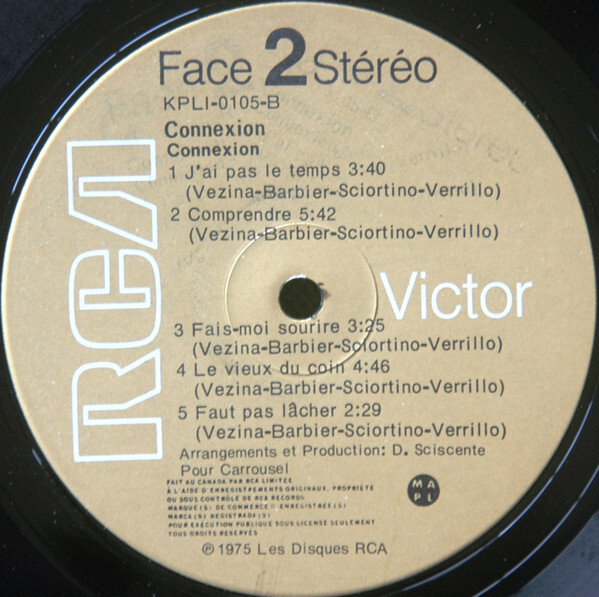 Face 2 Stéréo
KPLI-0105-B
Connexion
Connexion
1 J'ai pas le temps 3:40
(Vezina-Barbier-Sciortino-Verrillo)
2 Comprendre 5:42
(Vezina-Barbier-Sciortino-Verrillo)
RCA
Victor
3 Fais-moi sourire 3:25
(Vezina-Barbier-Sciortino-Verrillo)
4 Le vieux du coin 4:46
(Vezina-Barbier-Sciortino-Verrillo)
5 Faut pas lâcher 2:29
(Vezina-Barbier-Sciortino-Verrillo)
Arrangements et Production: D. Sciscente
Pour Carrousel
FAIT AU CANADA PAR RCA LIMITEE
À L'AIDE D'ENREGISTREMENTS ORIGINAUX, PROPRIÉTÉ
OU SOUS CONTRÔLE DE RCA RECORDS
MARQUE(S) DE COMMERCE ENREGISTRÉE(S)
MARCA(S) REGISTRADA(S)
POUR EXÉCUTION PUBLIQUE SOUS LICENSE SEULEMENT
TOUS DROITS RESERVÉS
M A
P L
℗ 1975 Les Disques RCA